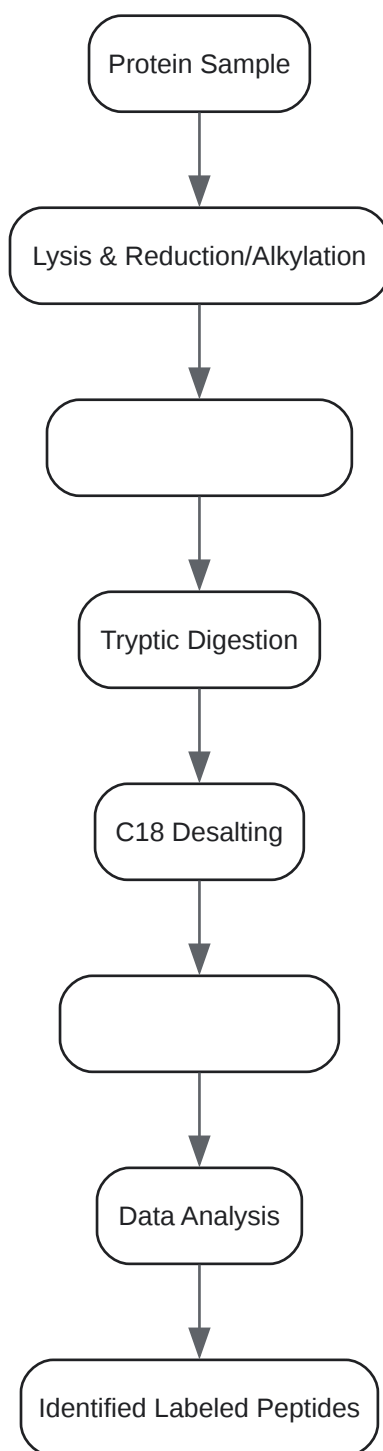 Protein Sample
Lysis & Reduction/Alkylation
Tryptic Digestion
C18 Desalting
Data Analysis
Identified Labeled Peptides